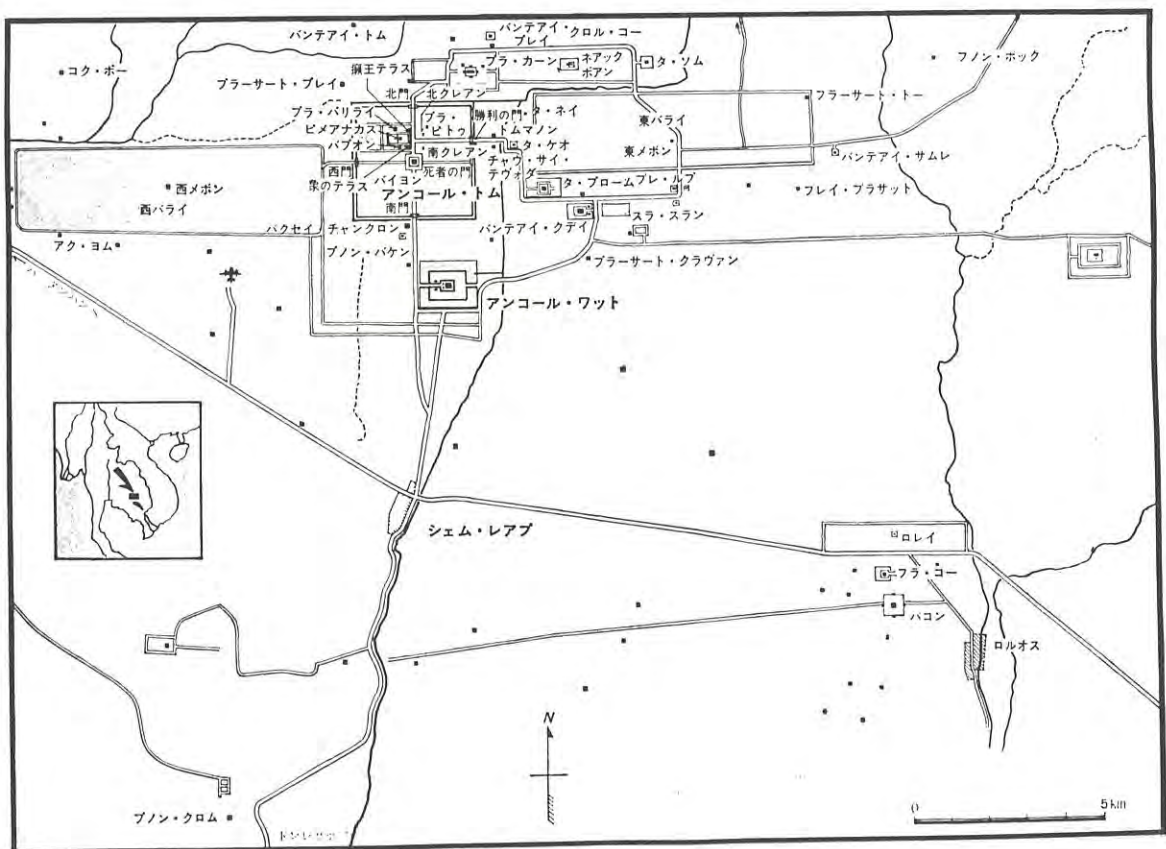 バンテアイ・トム
バンテアイ・
プレイ
クロル・コー
コク・ポー
癩王テラス
プラ・カーン
ネアック
ポアン
タ・ソム
フノン・ボック
プラーサート・プレイ
北門
北クレアン
プラ・パリライ
ピメアナカス
バプオン
プラ・
ピトゥ
勝利の門
タ・ネイ
トムマノン
タ・ケオ
東バライ
フラーサート・トー
南クレアン
チャウ・サイ・
テヴォダ
東メボン
バンテアイ・サムレ
西門
死者の門
象のテラス
バイヨン
アンコール・トム
タ・プローム
プレ・ルプ
フレイ・プラサット
西メボン
西バライ
南門
スラ・スラン
バクセイ・チャンクロン
バンテアイ・クデイ
アク・ヨム
プノン・バケン
プラーサート・クラヴァン
アンコール・ワット
シェム・レアプ
ロレイ
フラ・コー
バコン
ロルオス
N
プノン・クロム
0
5km